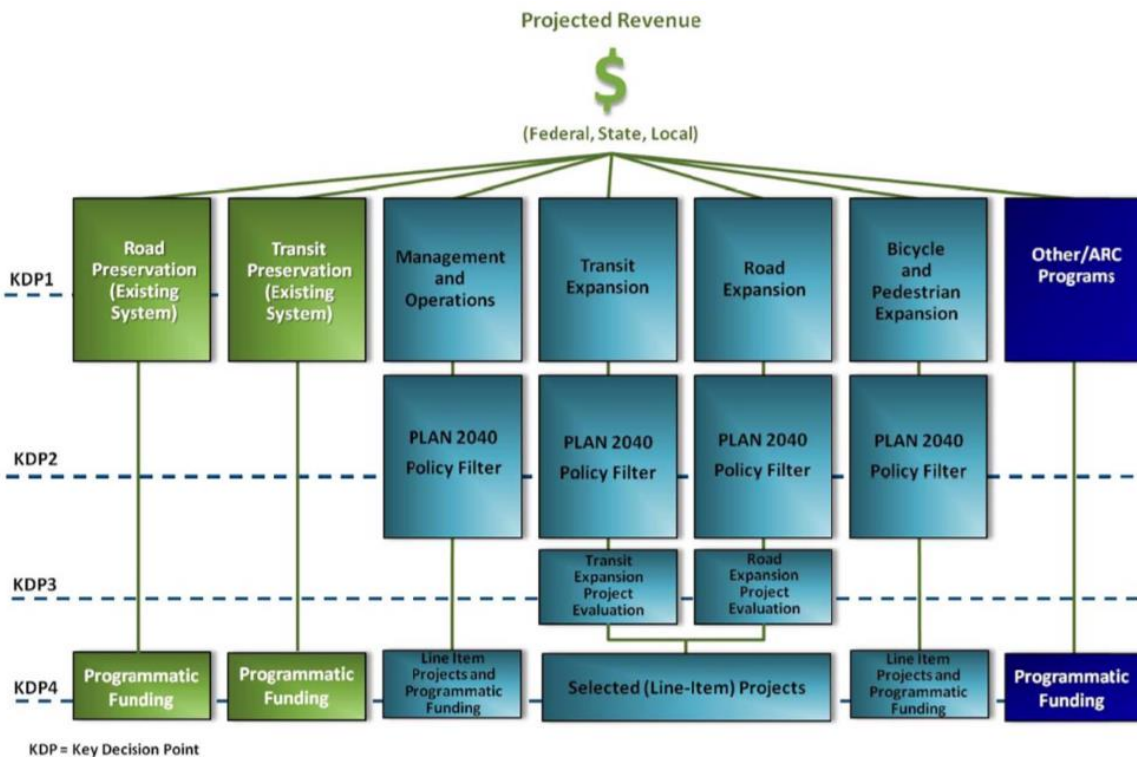 Projected Revenue
$
(Federal, State, Local)
KDP1
Road
Preservation
(Existing
System)
Transit
Preservation
(Existing
System)
Management
and
Operations
Transit
Expansion
Road
Expansion
Bicycle
and
Pedestrian
Expansion
Other/ARC
Programs
KDP2
PLAN 2040
Policy Filter
PLAN 2040
Policy Filter
PLAN 2040
Policy Filter
PLAN 2040
Policy Filter
KDP3
Transit
Expansion
Project
Evaluation
Road
Expansion
Project
Evaluation
KDP4
Programmatic
Funding
Programmatic
Funding
Line Item
Projects and
Programmatic
Funding
Selected (Line-Item) Projects
Line Item
Projects and
Programmatic
Funding
Programmatic
Funding
KDP = Key Decision Point